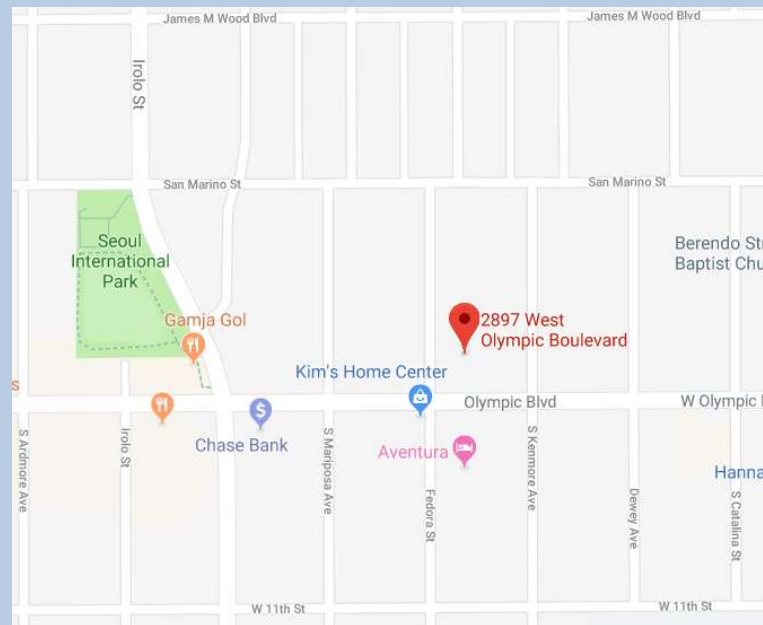 James M Wood Blvd
James M Wood Blvd
Irolo St
San Marino St
San Marino St
Seoul
International
Park
Berendo Str
Baptist Chu
Gamja Gol
2897 West
Olympic Boulevard
Kim's Home Center
s
Olympic Blvd
W Olympic
Chase Bank
Aventura
S Ardmore Ave
Irolo St
S Mariposa Ave
Fedora St
S Kenmore Ave
Dewey Ave
S Catalina St
Hanna
W 11th St
W 11th St